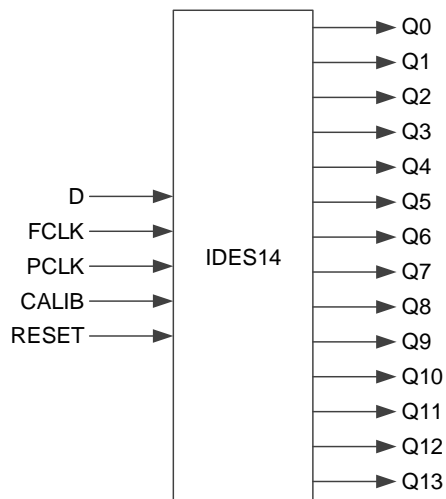 D
FCLK
PCLK
CALIB
RESET
IDES14
Q0
Q1
Q2
Q3
Q4
Q5
Q6
Q7
Q8
Q9
Q10
Q11
Q12
Q13